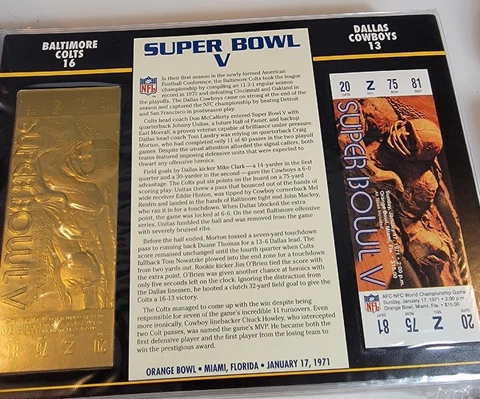 BALTIMORE
COLTS
16
SUPER BOWL
V
DALLAS
COWBOYS
13
NFL
In their first season in the newly formed American
Football Conference, the Baltimore Colts took the league
championship by compiling an 11-2-1 regular season
record in 1970 and defeating Cincinnati and Oakland in
the playoffs. The Dallas Cowboys came on strong at the end of the
season and captured the NFC championship by beating Detroit
and San Francisco in postseason play.
Colts head coach Don McCafferty entered Super Bowl V with
quarterback Johnny Unitas, a future Hall of Famer, and backup
Earl Morrall, a proven veteran capable of brilliance under pressure.
Dallas head coach Tom Landry was relying on quarterback Craig
Morton, who had completed only 11 of 40 passes in the two playoff
games. Despite the usual attention afforded the signal callers, both
teams featured imposing defensive units that were expected to
thwart any offensive heroics.
Field goals by Dallas kicker Mike Clark—a 14-yarder in the first
quarter and a 30-yarder in the second—gave the Cowboys a 6-0
advantage. The Colts put six points on the board on a 75-yard
scoring play: Unitas threw a pass that bounced out of the hands of
wide receiver Eddie Hinton, was tipped by Cowboy cornerback Mel
Renfro and landed in the hands of Baltimore tight end John Mackey,
who ran it in for a touchdown. When Dallas blocked the extra
point, the game was locked at 6-6. On the next Baltimore offensive
series, Unitas fumbled the ball and was removed from the game
with severely bruised ribs.
Before the half ended, Morton tossed a seven-yard touchdown
pass to running back Duane Thomas for a 13-6 Dallas lead. The
score remained unchanged until the fourth quarter when Colts
fullback Tom Nowatzke plowed into the end zone for a touchdown
from two yards out. Rookie kicker Jim O'Brien tied the score with
the extra point. O'Brien was given another chance at heroics with
only five seconds left on the clock. Ignoring the distraction from
the Dallas linemen, he booted a clutch 32-yard field goal to give the
Colts a 16-13 victory.
The Colts managed to come up with the win despite being
responsible for seven of the game's incredible 11 turnovers. Even
more ironically, Cowboy linebacker Chuck Howley, who intercepted
two Colt passes, was named the game's MVP. He became both the
first defensive player and the first player from the losing team to
win the prestigious award.
ORANGE BOWL • MIAMI, FLORIDA • JANUARY 17, 1971
20 Z 75 81
SUPER BOWL V
AFC-NFC World Championship Game
Sunday, January 17, 1971 • 2:00 p.m.
Orange Bowl, Miami, Fla. • $15.00
81 75 Z 20
SUPER BOWL V